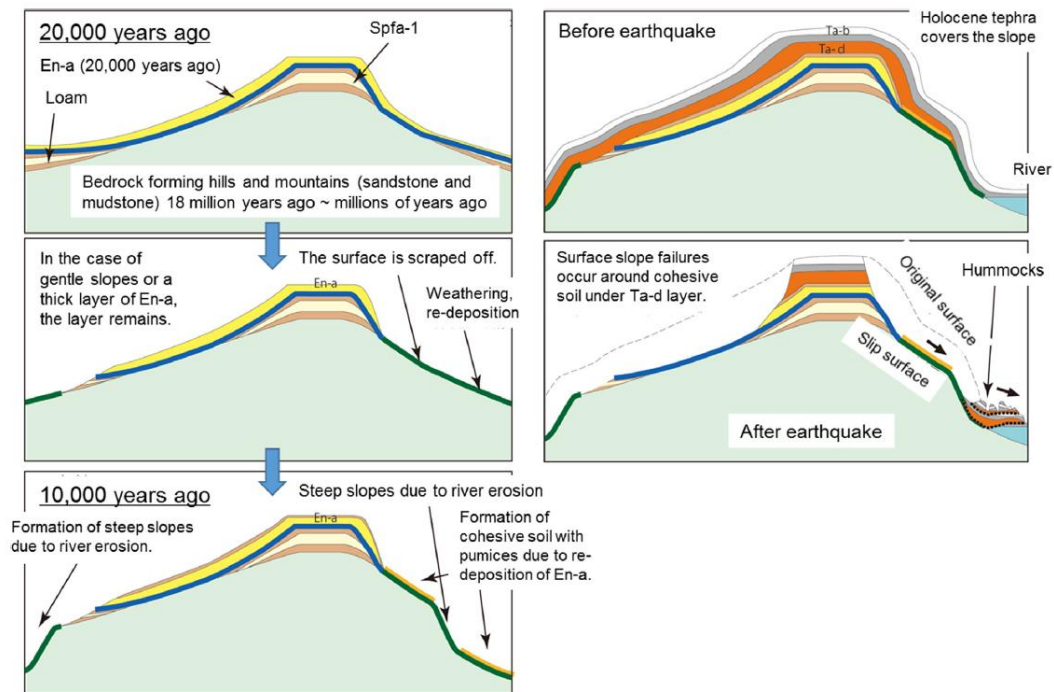 20,000 years ago
Spfa-1
En-a (20,000 years ago)
Loam
Bedrock forming hills and mountains (sandstone and
mudstone) 18 million years ago ~ millions of years ago
In the case of
gentle slopes or a
thick layer of En-a,
the layer remains.
The surface is scraped off.
En-a
Weathering,
re-deposition
10,000 years ago
Steep slopes due to river erosion
Formation of steep slopes
due to river erosion.
En-a
Formation of
cohesive soil with
pumices due to re-
deposition of En-a.
Before earthquake
Holocene tephra
covers the slope
Ta-b
Ta-d
River
Surface slope failures
occur around cohesive
soil under Ta-d layer.
Original surface
Hummocks
Slip surface
After earthquake